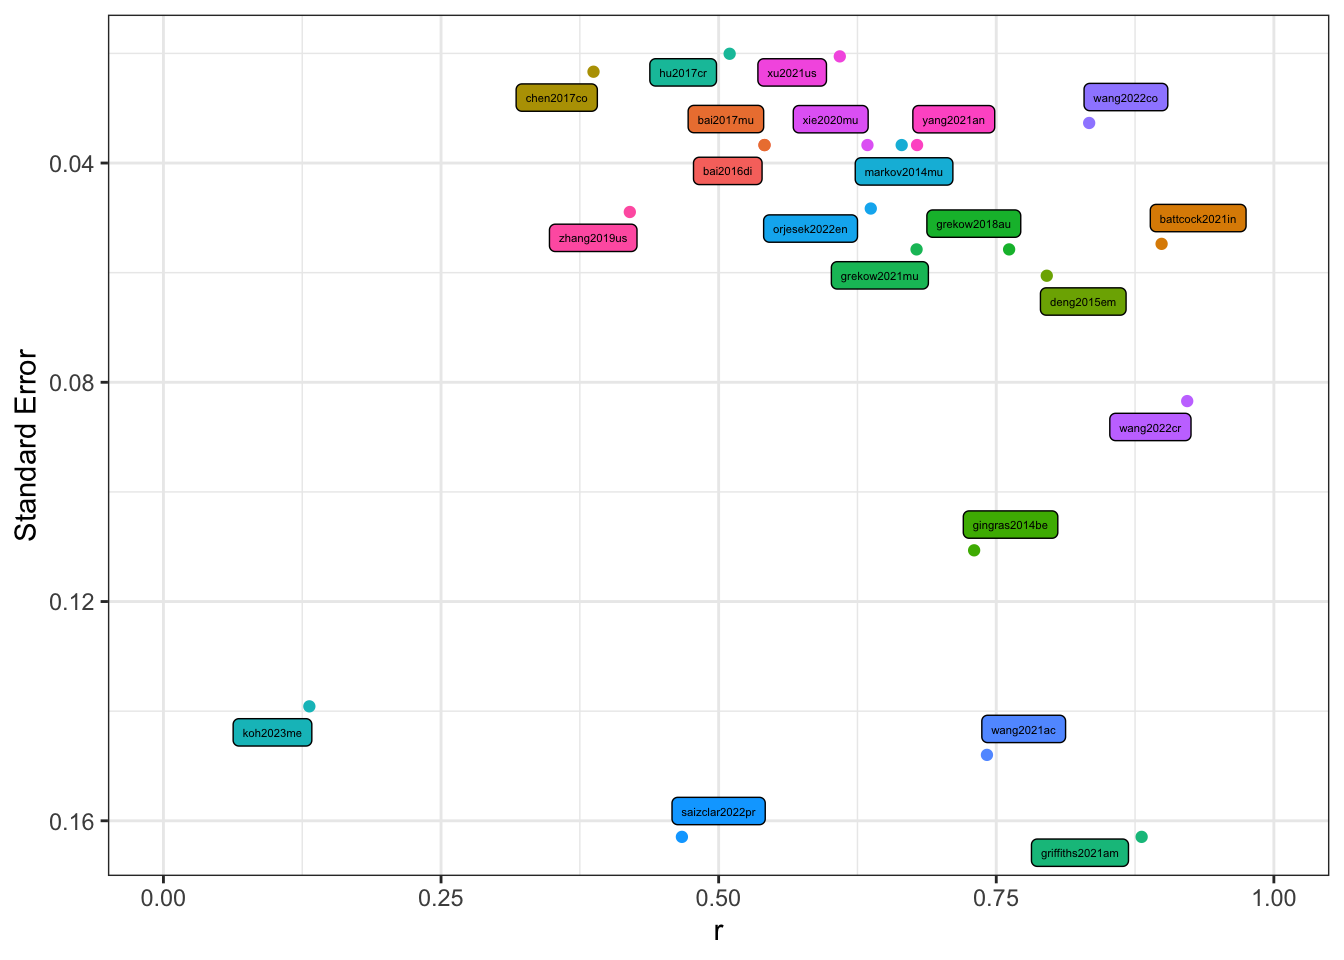 hu2017cr
xu2021us
chen2017co
wang2022co
bai2017mu
xie2020mu
yang2021an
0.04
bai2016di
markov2014mu
battcock2021in
grekow2018au
orjesek2022en
zhang2019us
grekow2021mu
deng2015em
0.08
wang2022cr
Standard Error
gingras2014be
0.12
koh2023me
wang2021ac
saizclar2022pr
0.16
griffiths2021am
0.00
0.25
0.50
0.75
1.00
r